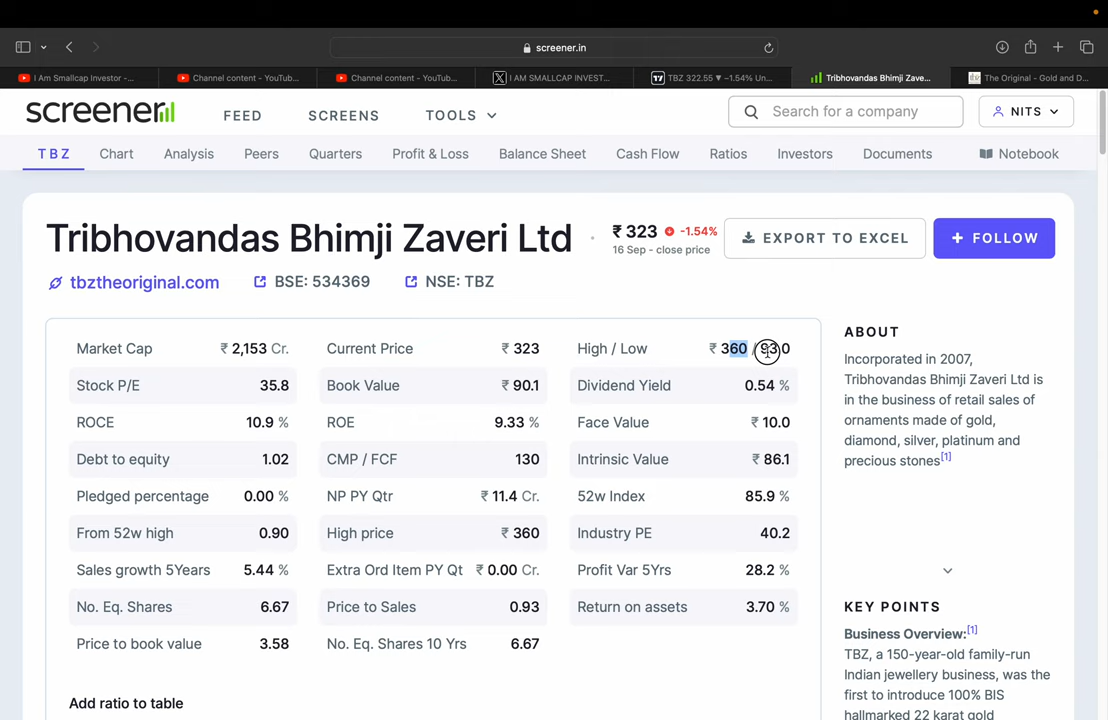 screener.in
I Am Smallcap Investor -...
Channel content - YouTub...
Channel content - YouTub...
I AM SMALLCAP INVEST...
TBZ 322.55 ▼ −1.54% Un...
Tribhovandas Bhimji Zave...
The Original - Gold and D...
screener
FEED
SCREENS
TOOLS
Search for a company
NITS
TBZ
Chart
Analysis
Peers
Quarters
Profit & Loss
Balance Sheet
Cash Flow
Ratios
Investors
Documents
Notebook
Tribhovandas Bhimji Zaveri Ltd
₹ 323 -1.54%
16 Sep - close price
EXPORT TO EXCEL
+ FOLLOW
tbztheoriginal.com
BSE: 534369
NSE: TBZ
Market Cap ₹ 2,153 Cr.
Current Price ₹ 323
High / Low ₹ 360 / 93.0
Stock P/E 35.8
Book Value ₹ 90.1
Dividend Yield 0.54 %
ROCE 10.9 %
ROE 9.33 %
Face Value ₹ 10.0
Debt to equity 1.02
CMP / FCF 130
Intrinsic Value ₹ 86.1
Pledged percentage 0.00 %
NP PY Qtr ₹ 11.4 Cr.
52w Index 85.9 %
From 52w high 0.90
High price ₹ 360
Industry PE 40.2
Sales growth 5Years 5.44 %
Extra Ord Item PY Qt ₹ 0.00 Cr.
Profit Var 5Yrs 28.2 %
No. Eq. Shares 6.67
Price to Sales 0.93
Return on assets 3.70 %
Price to book value 3.58
No. Eq. Shares 10 Yrs 6.67
Add ratio to table
ABOUT
Incorporated in 2007,
Tribhovandas Bhimji Zaveri Ltd is
in the business of retail sales of
ornaments made of gold,
diamond, silver, platinum and
precious stones[1]
KEY POINTS
Business Overview:[1]
TBZ, a 150-year-old family-run
Indian jewellery business, was the
first to introduce 100% BIS
hallmarked 22 karat gold